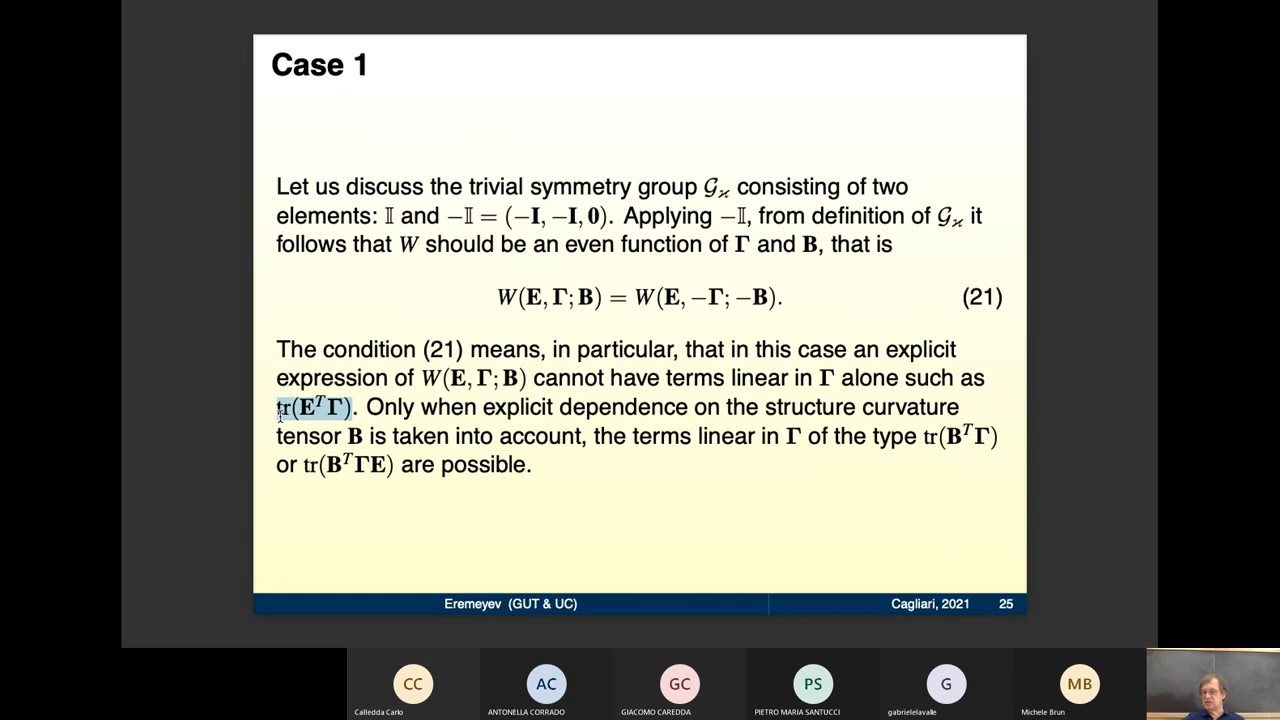 Case 1
Let us discuss the trivial symmetry group 𝒢ϰ consisting of two
elements: 𝕀 and −𝕀 = (−I, −I, 0). Applying −𝕀, from definition of 𝒢ϰ it
follows that W should be an even function of Γ and B, that is
W(E, Γ; B) = W(E, −Γ; −B). (21)
The condition (21) means, in particular, that in this case an explicit
expression of W(E, Γ; B) cannot have terms linear in Γ alone such as
tr(EᵀΓ). Only when explicit dependence on the structure curvature
tensor B is taken into account, the terms linear in Γ of the type tr(BᵀΓ)
or tr(BᵀΓE) are possible.
Eremeyev (GUT & UC) Cagliari, 2021 25
CC AC GC PS G MB
Calledda Carlo ANTONELLA CORRADO GIACOMO CAREDDA PIETRO MARIA SANTUCCI gabrielelavalle Michele Brun